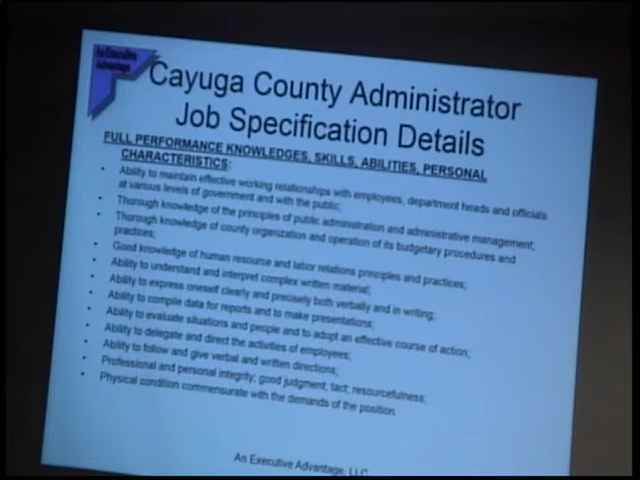 An Executive
Advantage
Cayuga County Administrator
Job Specification Details
FULL PERFORMANCE KNOWLEDGES, SKILLS, ABILITIES, PERSONAL
CHARACTERISTICS:
• Ability to maintain effective working relationships with employees, department heads and officials
at various levels of government and with the public;
• Thorough knowledge of the principles of public administration and administrative management;
• Thorough knowledge of county organization and operation of its budgetary procedures and
practices;
• Good knowledge of human resource and labor relations principles and practices;
• Ability to understand and interpret complex written material;
• Ability to express oneself clearly and precisely both verbally and in writing;
• Ability to compile data for reports and to make presentations;
• Ability to evaluate situations and people and to adopt an effective course of action;
• Ability to delegate and direct the activities of employees;
• Ability to follow and give verbal and written directions;
• Professional and personal integrity; good judgment; tact; resourcefulness;
• Physical condition commensurate with the demands of the position.
An Executive Advantage, LLC